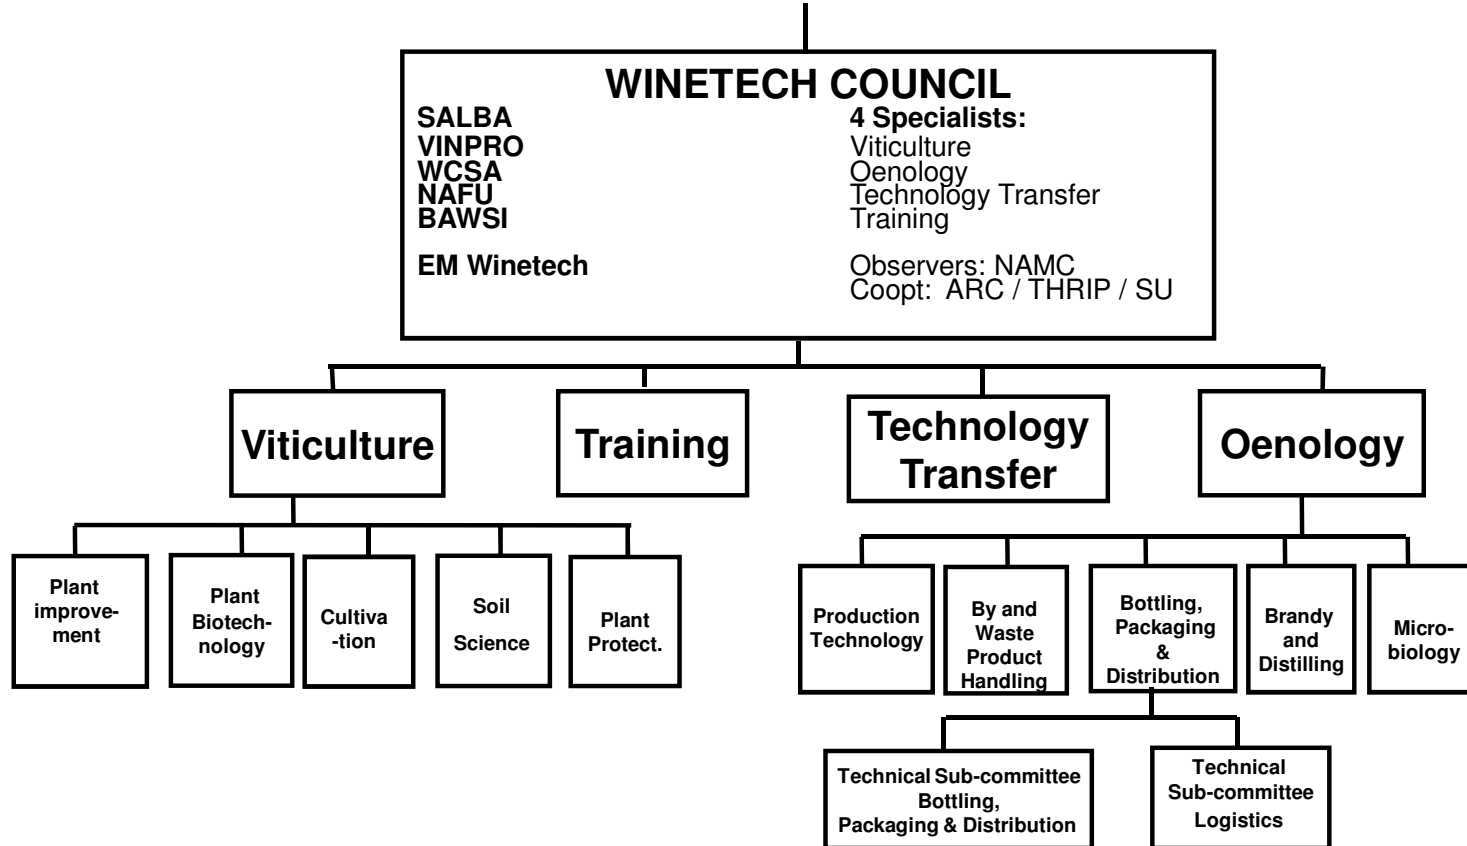 WINETECH COUNCIL
SALBA
VINPRO
WCSA
NAFU
BAWSI
EM Winetech
4 Specialists:
Viticulture
Oenology
Technology Transfer
Training
Observers: NAMC
Coopt: ARC / THRIP / SU
Viticulture
Training
Technology
Transfer
Oenology
Plant
improve-
ment
Plant
Biotech-
nology
Cultiva
-tion
Soil
Science
Plant
Protect.
Production
Technology
By and
Waste
Product
Handling
Bottling,
Packaging
&
Distribution
Brandy
and
Distilling
Micro-
biology
Technical Sub-committee
Bottling,
Packaging & Distribution
Technical
Sub-committee
Logistics